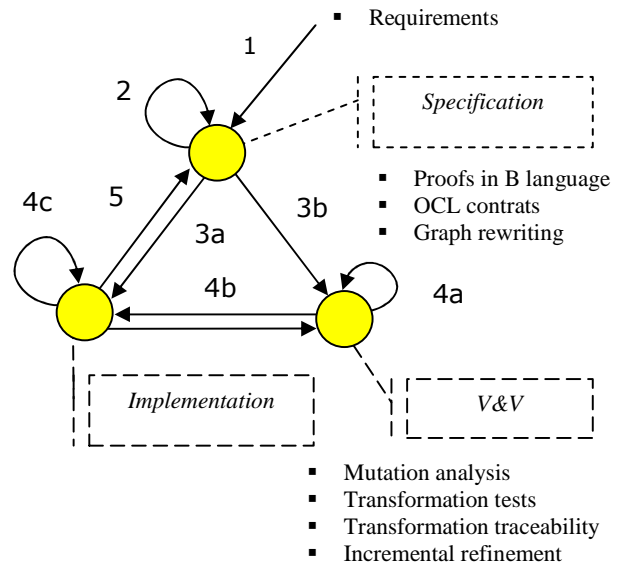 ▪ Requirements
1
2
Specification
▪ Proofs in B language
▪ OCL contrats
▪ Graph rewriting
4c
5
3a
3b
4b
4a
Implementation
V&V
▪ Mutation analysis
▪ Transformation tests
▪ Transformation traceability
▪ Incremental refinement